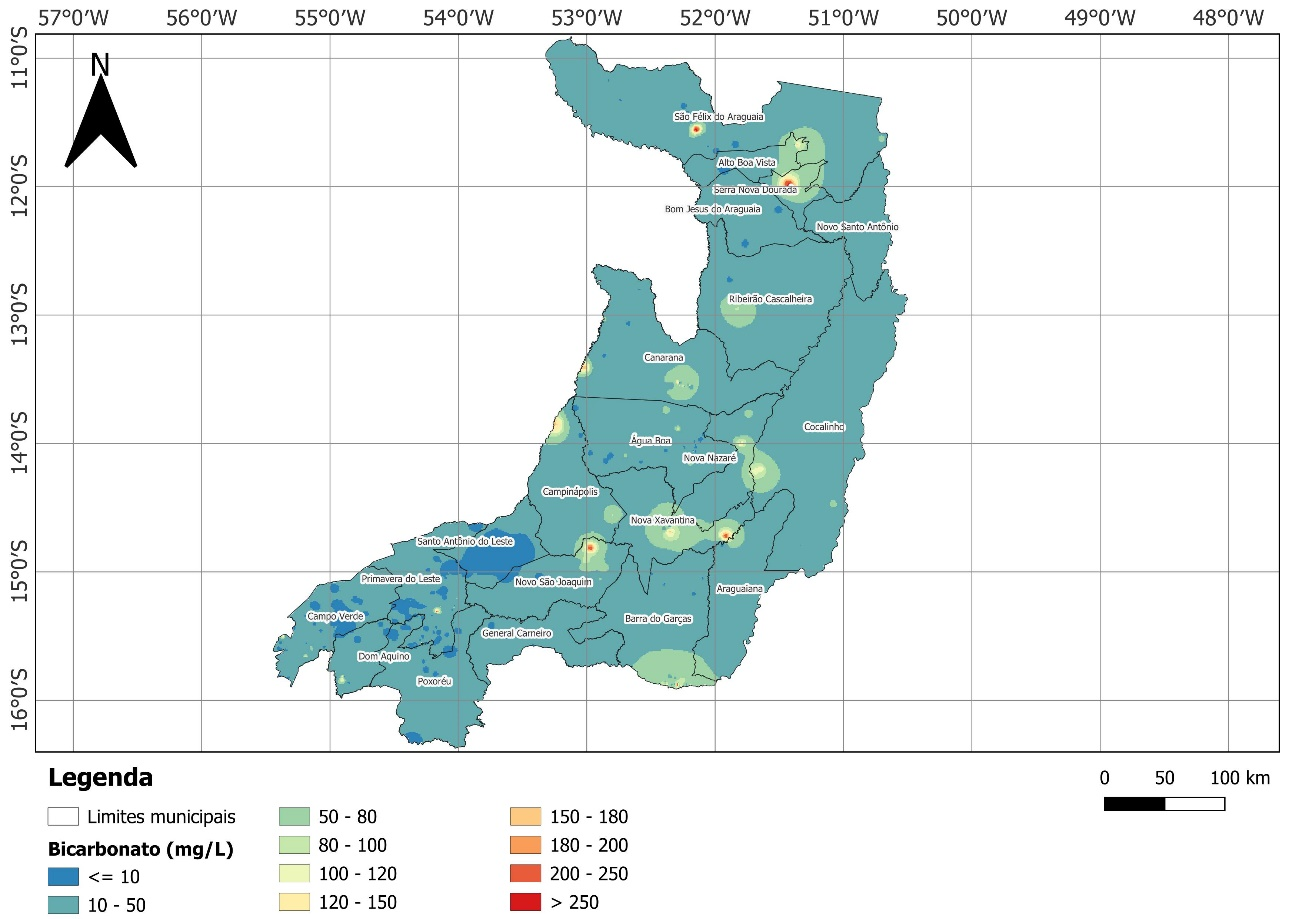 57°0'W 56°0'W 55°0'W 54°0'W 53°0'W 52°0'W 51°0'W 50°0'W 49°0'W 48°0'W
11°0'S
N
São Félix do Araguaia
Alto Boa Vista
12°0'S
Serra Nova Dourada
Bom Jesus do Araguaia
Novo Santo Antônio
Ribeirão Cascalheira
13°0'S
Canarana
Cocalinho
14°0'S
Água Boa
Nova Nazaré
Campinápolis
Nova Xavantina
Santo Antônio do Leste
15°0'S
Primavera do Leste
Novo São Joaquim
Araguaiana
Campo Verde
Barra do Garças
General Carneiro
Dom Aquino
Poxoréu
16°0'S
Legenda
Limites municipais
Bicarbonato (mg/L)
<= 10
10 - 50
50 - 80
80 - 100
100 - 120
120 - 150
150 - 180
180 - 200
200 - 250
> 250
0 50 100 km